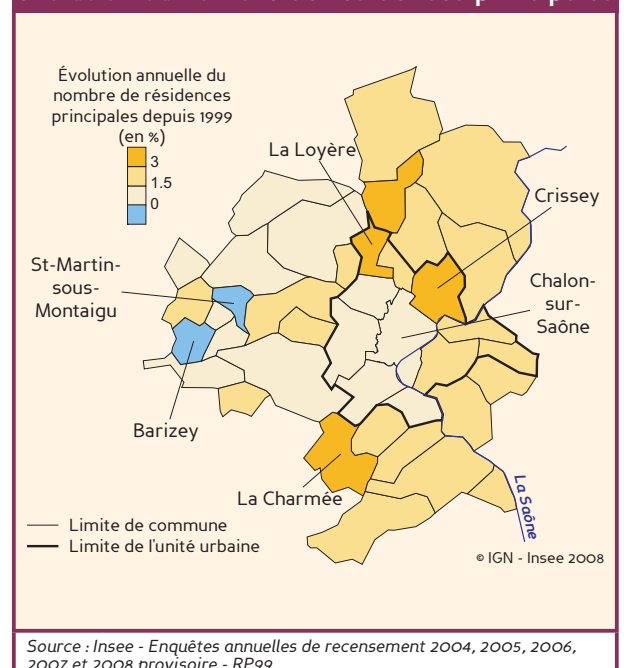 Évolution annuelle du
nombre de résidences
principales depuis 1999
(en %)
3
1.5
0
La Loyère
Crissey
St-Martin-
sous-
Montaigu
Chalon-
sur-
Saône
Barizey
La Charmée
La Saône
Limite de commune
Limite de l'unité urbaine
© IGN - Insee 2008
Source : Insee - Enquêtes annuelles de recensement 2004, 2005, 2006,
2007 et 2008 provisoire - RP99